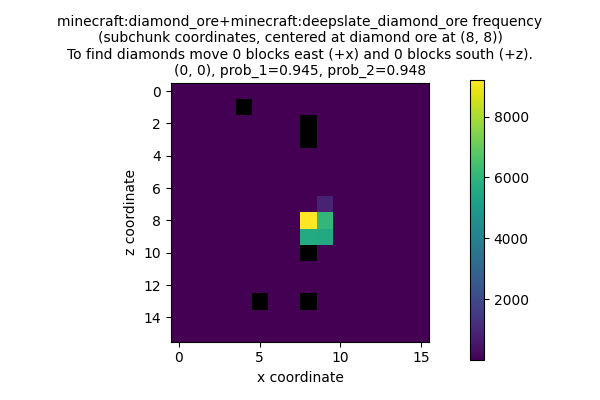 minecraft:diamond_ore+minecraft:deepslate_diamond_ore frequency
(subchunk coordinates, centered at diamond ore at (8, 8))
To find diamonds move 0 blocks east (+x) and 0 blocks south (+z).
(0, 0), prob_1=0.945, prob_2=0.948
0
2
4
6
8
10
12
14
z coordinate
0
5
10
15
x coordinate
8000
6000
4000
2000